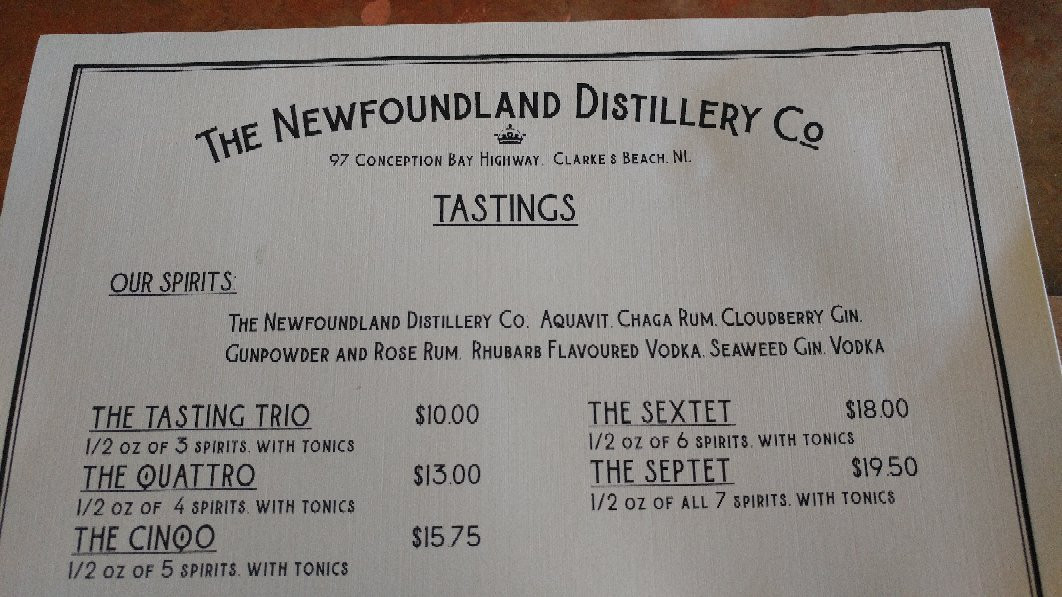 THE NEWFOUNDLAND DISTILLERY CO
97 CONCEPTION BAY HIGHWAY, CLARKE'S BEACH, NL
TASTINGS
OUR SPIRITS:
THE NEWFOUNDLAND DISTILLERY CO. AQUAVIT, CHAGA RUM, CLOUDBERRY GIN,
GUNPOWDER AND ROSE RUM, RHUBARB FLAVOURED VODKA, SEAWEED GIN, VODKA
THE TASTING TRIO $10.00
1/2 OZ OF 3 SPIRITS, WITH TONICS
THE QUATTRO $13.00
1/2 OZ OF 4 SPIRITS, WITH TONICS
THE CINQO $15.75
1/2 OZ OF 5 SPIRITS, WITH TONICS
THE SEXTET $18.00
1/2 OZ OF 6 SPIRITS, WITH TONICS
THE SEPTET $19.50
1/2 OZ OF ALL 7 SPIRITS, WITH TONICS